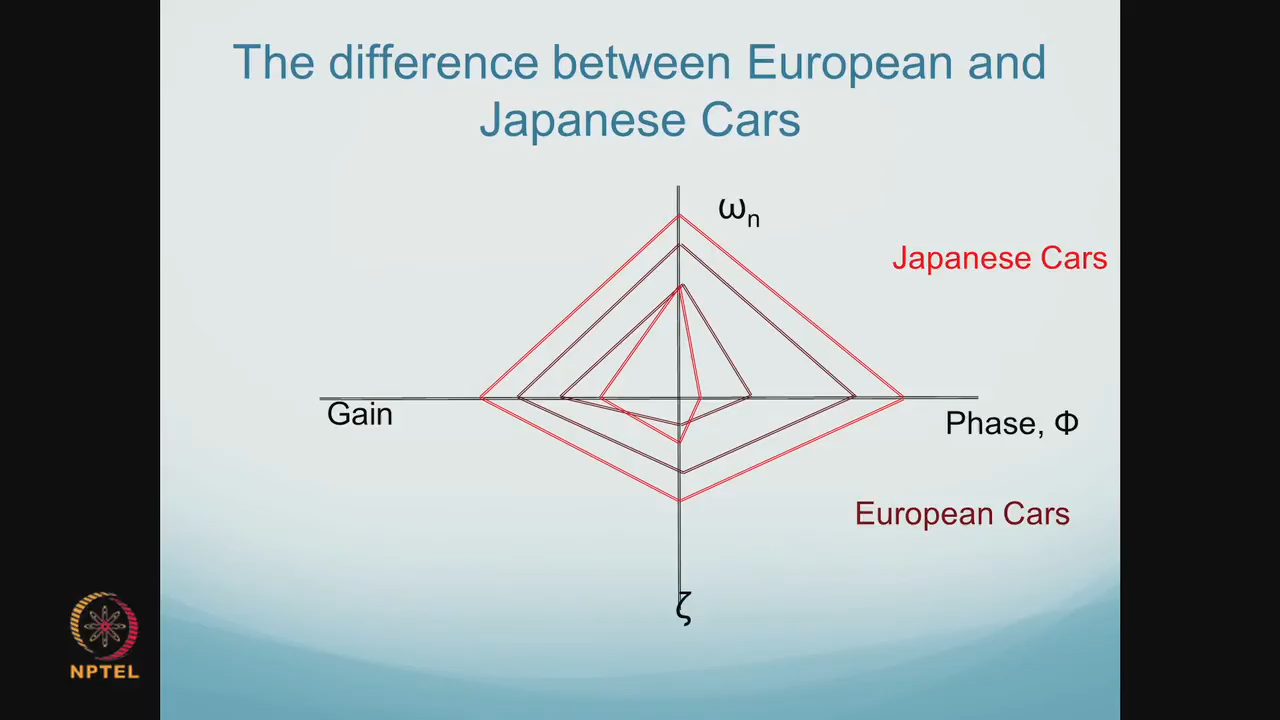 The difference between European and
Japanese Cars
ωn
Japanese Cars
Gain
Phase, Φ
European Cars
ζ
NPTEL